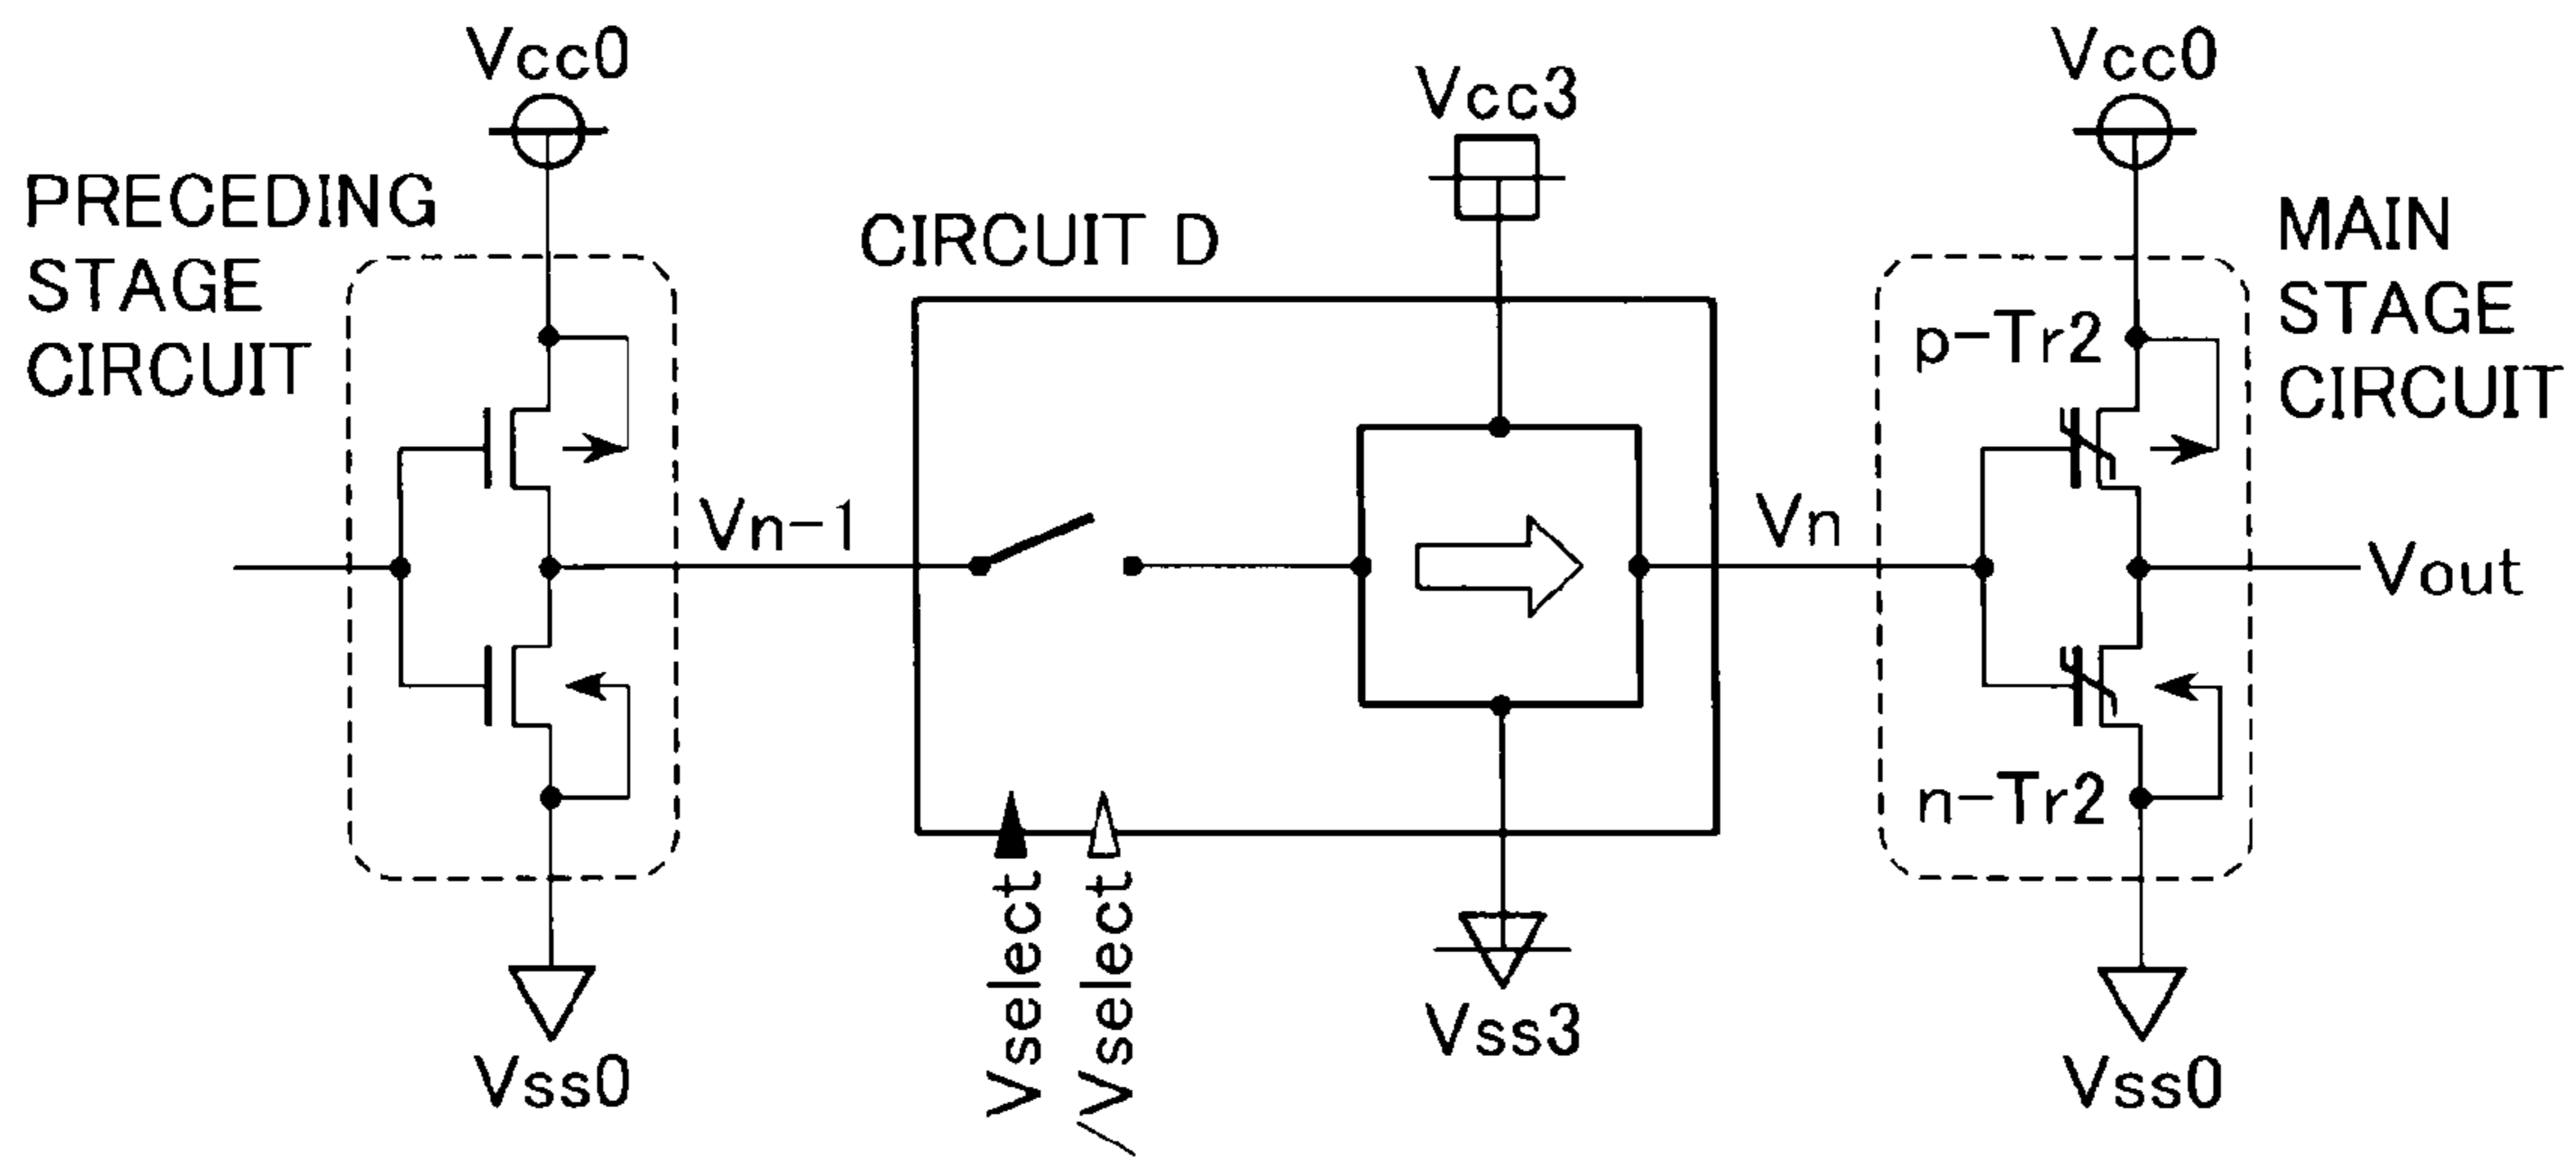 Vcc0
PRECEDING
STAGE
CIRCUIT
Vn-1
Vss0
CIRCUIT D
Vcc3
Vselect
/Vselect
Vss3
Vn
Vcc0
MAIN
STAGE
CIRCUIT
p-Tr2
Vout
n-Tr2
Vss0